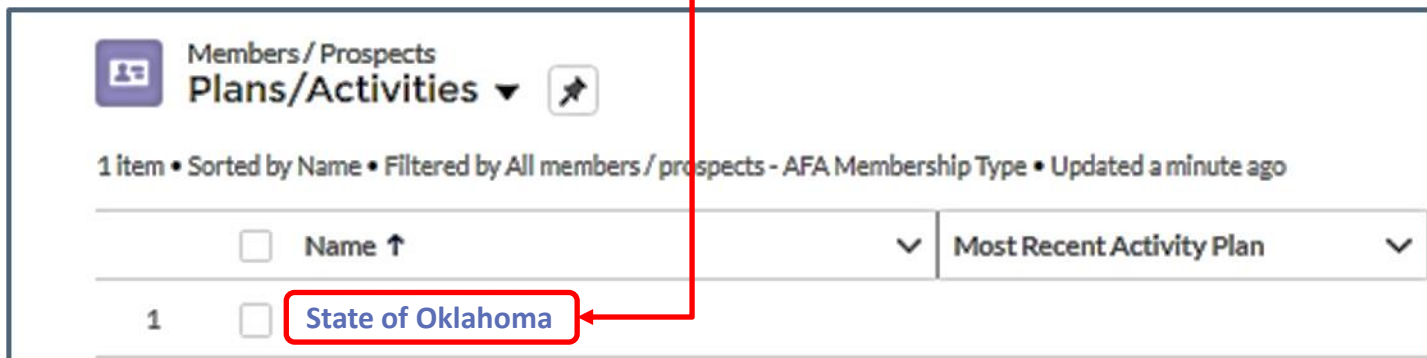 Members / Prospects
Plans/Activities
1 item • Sorted by Name • Filtered by All members / prospects - AFA Membership Type • Updated a minute ago
Name ↑ Most Recent Activity Plan
1 State of Oklahoma